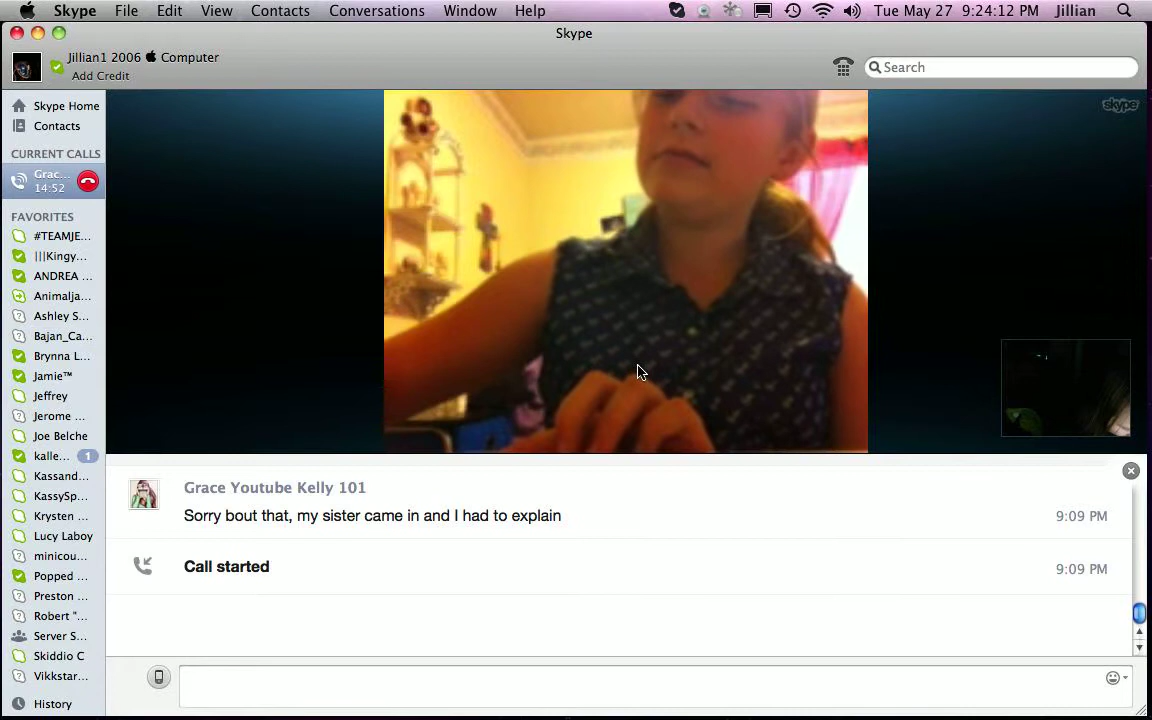 Skype File Edit View Contacts Conversations Window Help Tue May 27 9:24:12 PM Jillian
Skype
Jillian1 2006 Computer
Add Credit
Search
Skype Home
Contacts
skype
CURRENT CALLS
Grac...
14:52
FAVORITES
#TEAMJE...
|||Kingy...
ANDREA ...
Animalja...
Ashley S...
Bajan_Ca...
Brynna L...
Jamie™
Jeffrey
Jerome ...
Joe Belche
kalle... 1
Kassand...
KassySp...
Krysten ...
Lucy Laboy
minicou...
Popped ...
Preston ...
Robert "...
Server S...
Skiddio C
Vikkstar...
History
Grace Youtube Kelly 101
Sorry bout that, my sister came in and I had to explain 9:09 PM
Call started 9:09 PM